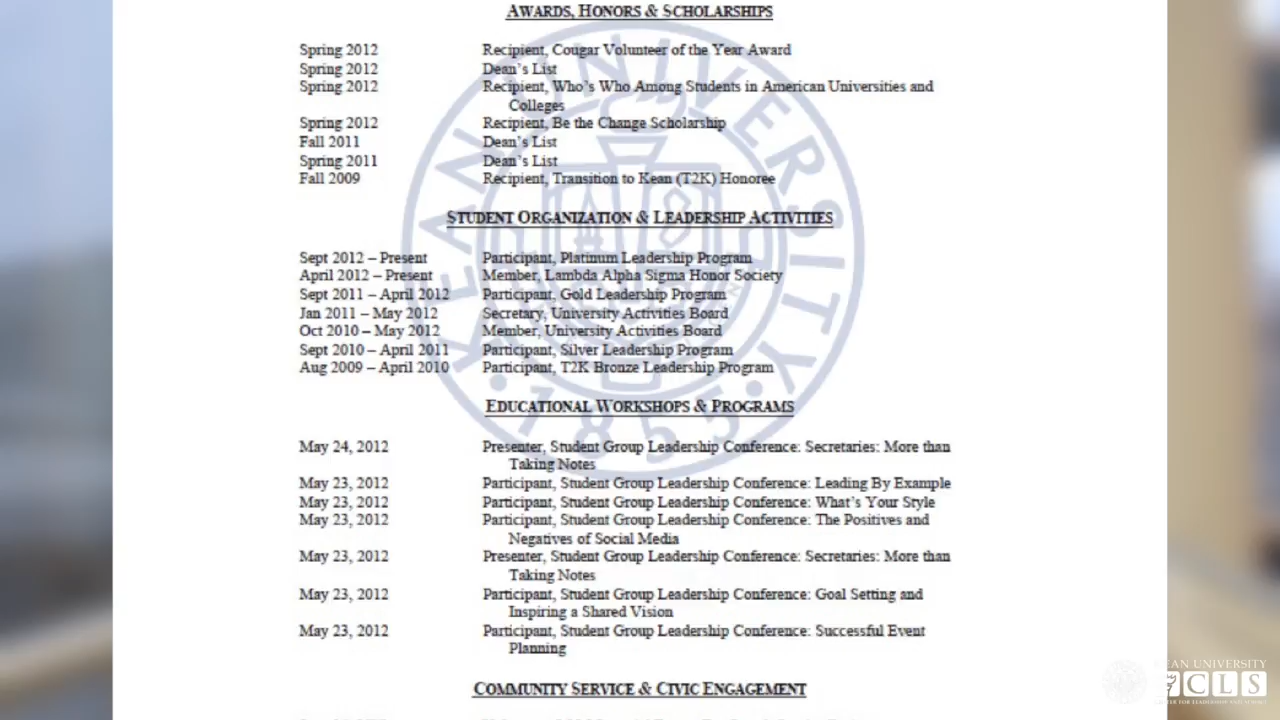 AWARDS, HONORS & SCHOLARSHIPS
Spring 2012 Recipient, Cougar Volunteer of the Year Award
Spring 2012 Dean's List
Spring 2012 Recipient, Who's Who Among Students in American Universities and
Colleges
Spring 2012 Recipient, Be the Change Scholarship
Fall 2011 Dean's List
Spring 2011 Dean's List
Fall 2009 Recipient, Transition to Kean (T2K) Honoree
STUDENT ORGANIZATION & LEADERSHIP ACTIVITIES
Sept 2012 – Present Participant, Platinum Leadership Program
April 2012 – Present Member, Lambda Alpha Sigma Honor Society
Sept 2011 – April 2012 Participant, Gold Leadership Program
Jan 2011 – May 2012 Secretary, University Activities Board
Oct 2010 – May 2012 Member, University Activities Board
Sept 2010 – April 2011 Participant, Silver Leadership Program
Aug 2009 – April 2010 Participant, T2K Bronze Leadership Program
EDUCATIONAL WORKSHOPS & PROGRAMS
May 24, 2012 Presenter, Student Group Leadership Conference: Secretaries: More than
Taking Notes
May 23, 2012 Participant, Student Group Leadership Conference: Leading By Example
May 23, 2012 Participant, Student Group Leadership Conference: What's Your Style
May 23, 2012 Participant, Student Group Leadership Conference: The Positives and
Negatives of Social Media
May 23, 2012 Presenter, Student Group Leadership Conference: Secretaries: More than
Taking Notes
May 23, 2012 Participant, Student Group Leadership Conference: Goal Setting and
Inspiring a Shared Vision
May 23, 2012 Participant, Student Group Leadership Conference: Successful Event
Planning
COMMUNITY SERVICE & CIVIC ENGAGEMENT
KEAN UNIVERSITY
1855
UNIVERSITY
CLS